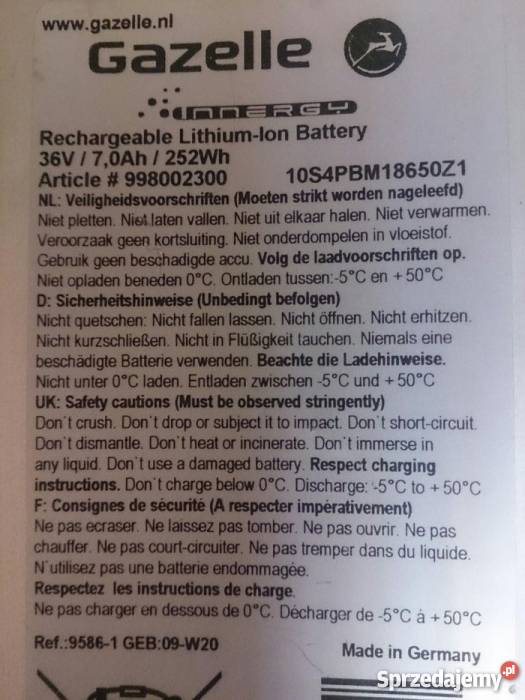 www.gazelle.nl
Gazelle
INNERGY
Rechargeable Lithium-Ion Battery
36V / 7,0Ah / 252Wh
Article # 998002300 10S4PBM18650Z1
NL: Veiligheidsvoorschriften (Moeten strikt worden nageleefd)
Niet pletten. Niet laten vallen. Niet uit elkaar halen. Niet verwarmen.
Veroorzaak geen kortsluiting. Niet onderdompelen in vloeistof.
Gebruik geen beschadigde accu. Volg de laadvoorschriften op.
Niet opladen beneden 0°C. Ontladen tussen:-5°C en +50°C
D: Sicherheitshinweise (Unbedingt befolgen)
Nicht quetschen: Nicht fallen lassen. Nicht öffnen. Nicht erhitzen.
Nicht kurzschließen. Nicht in Flüßigkeit tauchen. Niemals eine
beschädigte Batterie verwenden. Beachte die Ladehinweise.
Nicht unter 0°C laden. Entladen zwischen -5°C und +50°C
UK: Safety cautions (Must be observed stringently)
Don't crush. Don't drop or subject it to impact. Don't short-circuit.
Don't dismantle. Don't heat or incinerate. Don't immerse in
any liquid. Don't use a damaged battery. Respect charging
instructions. Don't charge below 0°C. Discharge: -5°C to +50°C
F: Consignes de sécurité (A respecter impérativement)
Ne pas ecraser. Ne laissez pas tomber. Ne pas ouvrir. Ne pas
chauffer. Ne pas court-circuiter. Ne pas tremper dans du liquide.
N'utilizez pas une batterie endommagée.
Respectez les instructions de charge.
Ne pas charger en dessous de 0°C. Décharger de -5°C à +50°C
Ref.:9586-1 GEB:09-W20
Made in Germany
Sprzedajemy.pl